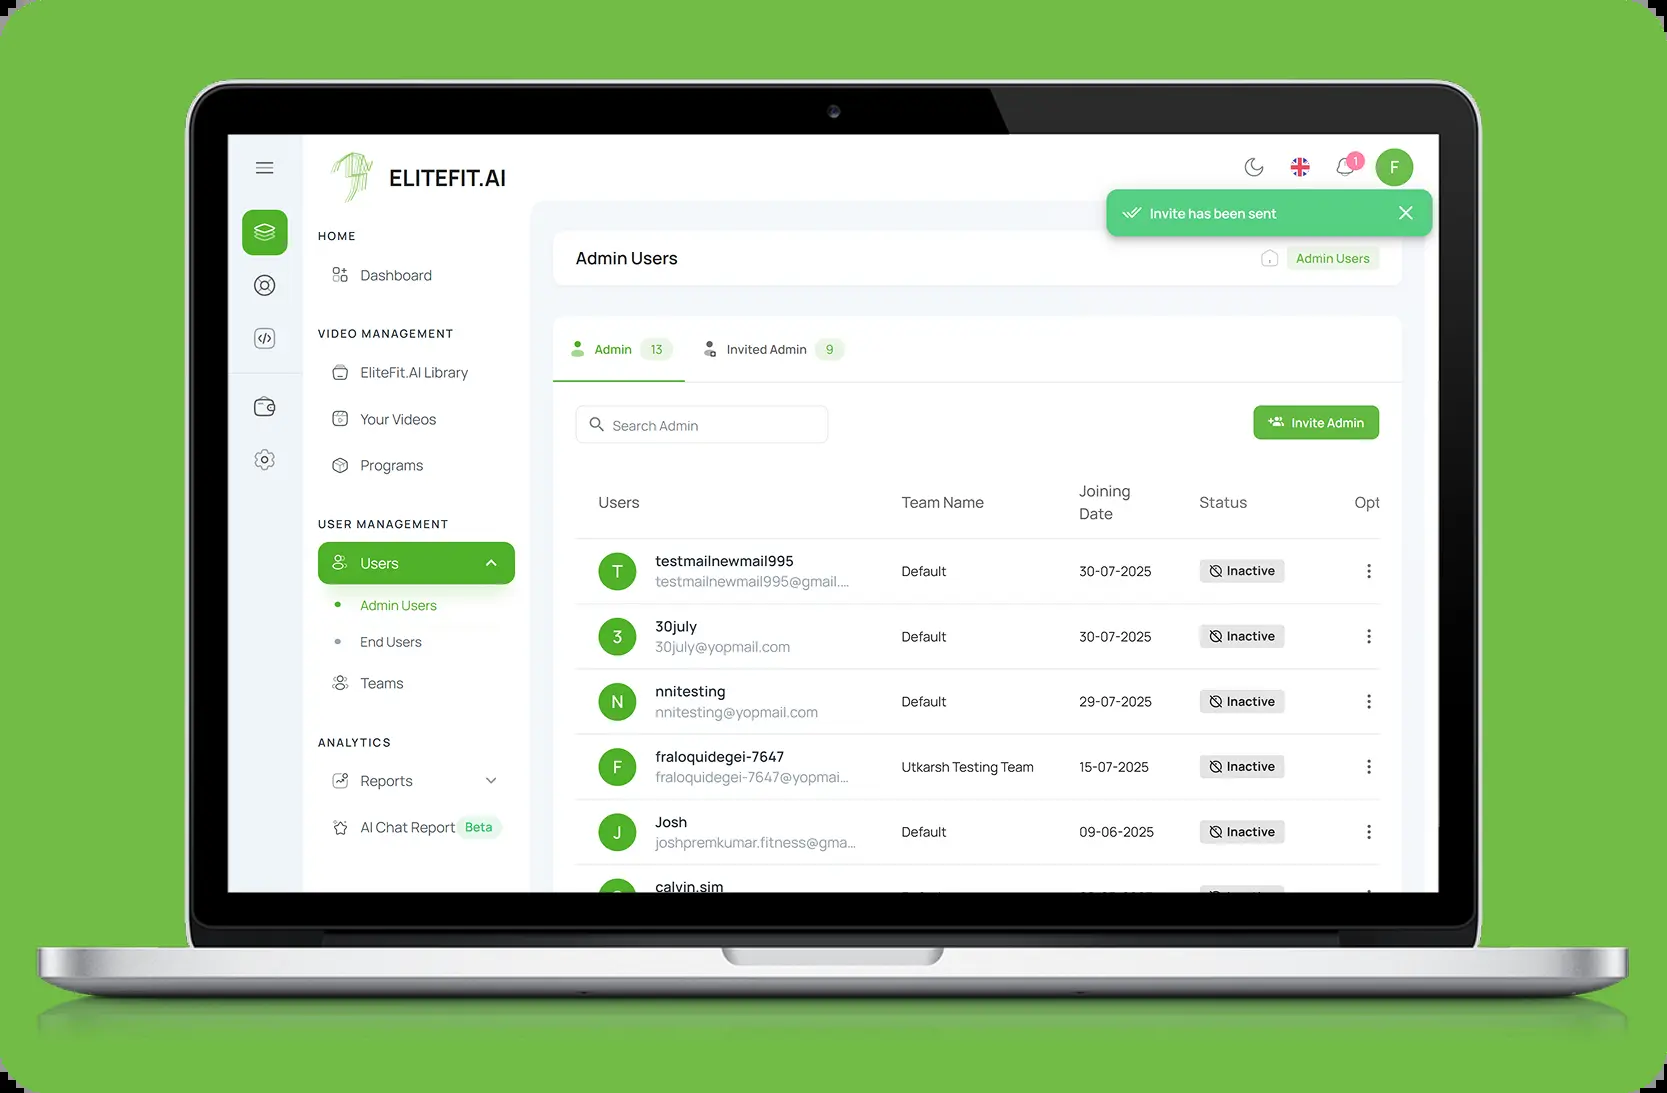 ELITEFIT.AI
1
F
Invite has been sent
HOME
Dashboard
VIDEO MANAGEMENT
EliteFit.AI Library
Your Videos
Programs
USER MANAGEMENT
Users
Admin Users
End Users
Teams
ANALYTICS
Reports
AI Chat Report Beta
Admin Users
Admin Users
Admin 13
Invited Admin 9
Search Admin
Invite Admin
Users Team Name Joining Date Status Opt
T testmailnewmail995 Default 30-07-2025 Inactive
testmailnewmail995@gmail....
3 30july Default 30-07-2025 Inactive
30july@yopmail.com
N nnitesting Default 29-07-2025 Inactive
nnitesting@yopmail.com
F fraloquidegei-7647 Utkarsh Testing Team 15-07-2025 Inactive
fraloquidegei-7647@yopmai...
J Josh Default 09-06-2025 Inactive
joshpremkumar.fitness@gma...
calvin.sim